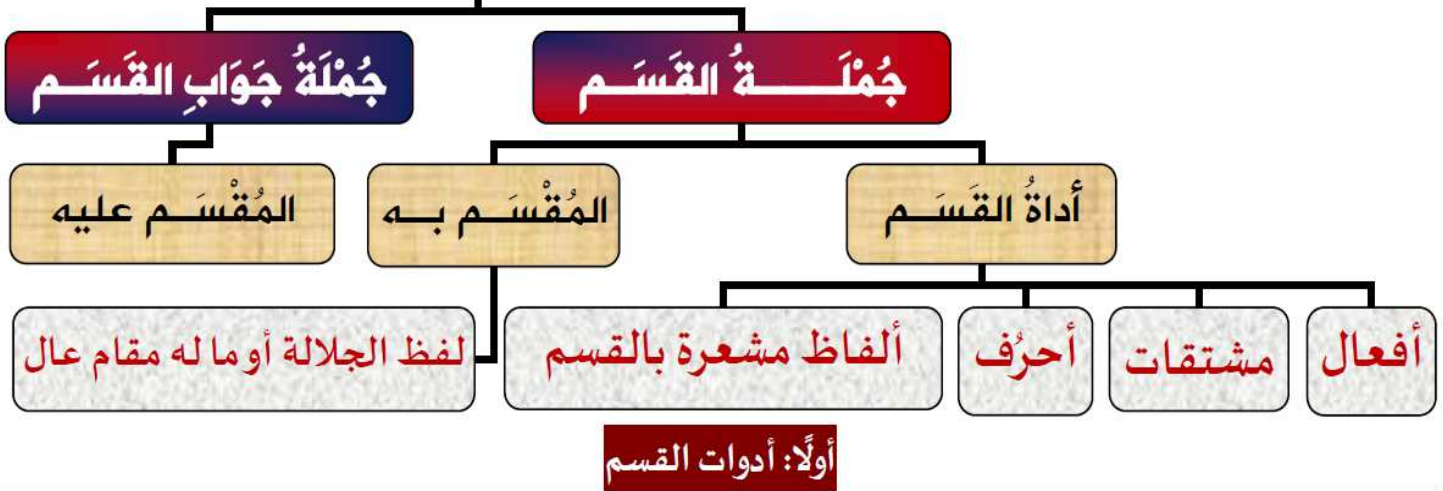 جُمْلَةُ القَسَم
جُمْلَةُ جَوَابِ القَسَم
أداةُ القَسَم
المُقْسَم به
المُقْسَم عليه
أفعال
مشتقات
أحرُف
ألفاظ مشعرة بالقسم
لفظ الجلالة أو ما له مقام عال
أولًا: أدوات القسم